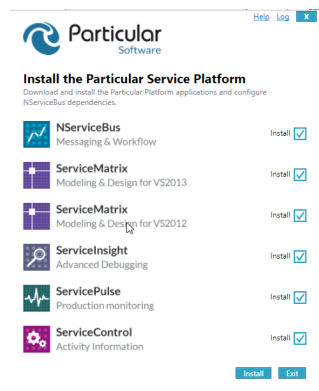 Help Log X
Particular
Software
Install the Particular Service Platform
Download and install the Particular Platform applications and configure
NServiceBus dependencies.
NServiceBus
Messaging & Workflow
Install
ServiceMatrix
Modeling & Design for VS2013
Install
ServiceMatrix
Modeling & Design for VS2012
Install
ServiceInsight
Advanced Debugging
Install
ServicePulse
Production monitoring
Install
ServiceControl
Activity Information
Install
Install Exit